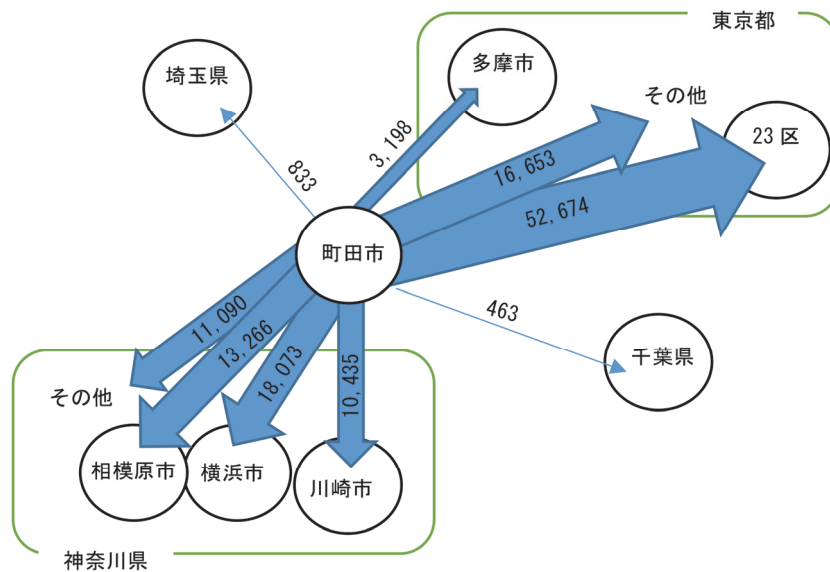 東京都
埼玉県
多摩市
その他
23 区
833
3,198
16,653
52,674
町田市
463
千葉県
11,090
13,266
18,073
10,435
その他
相模原市
横浜市
川崎市
神奈川県